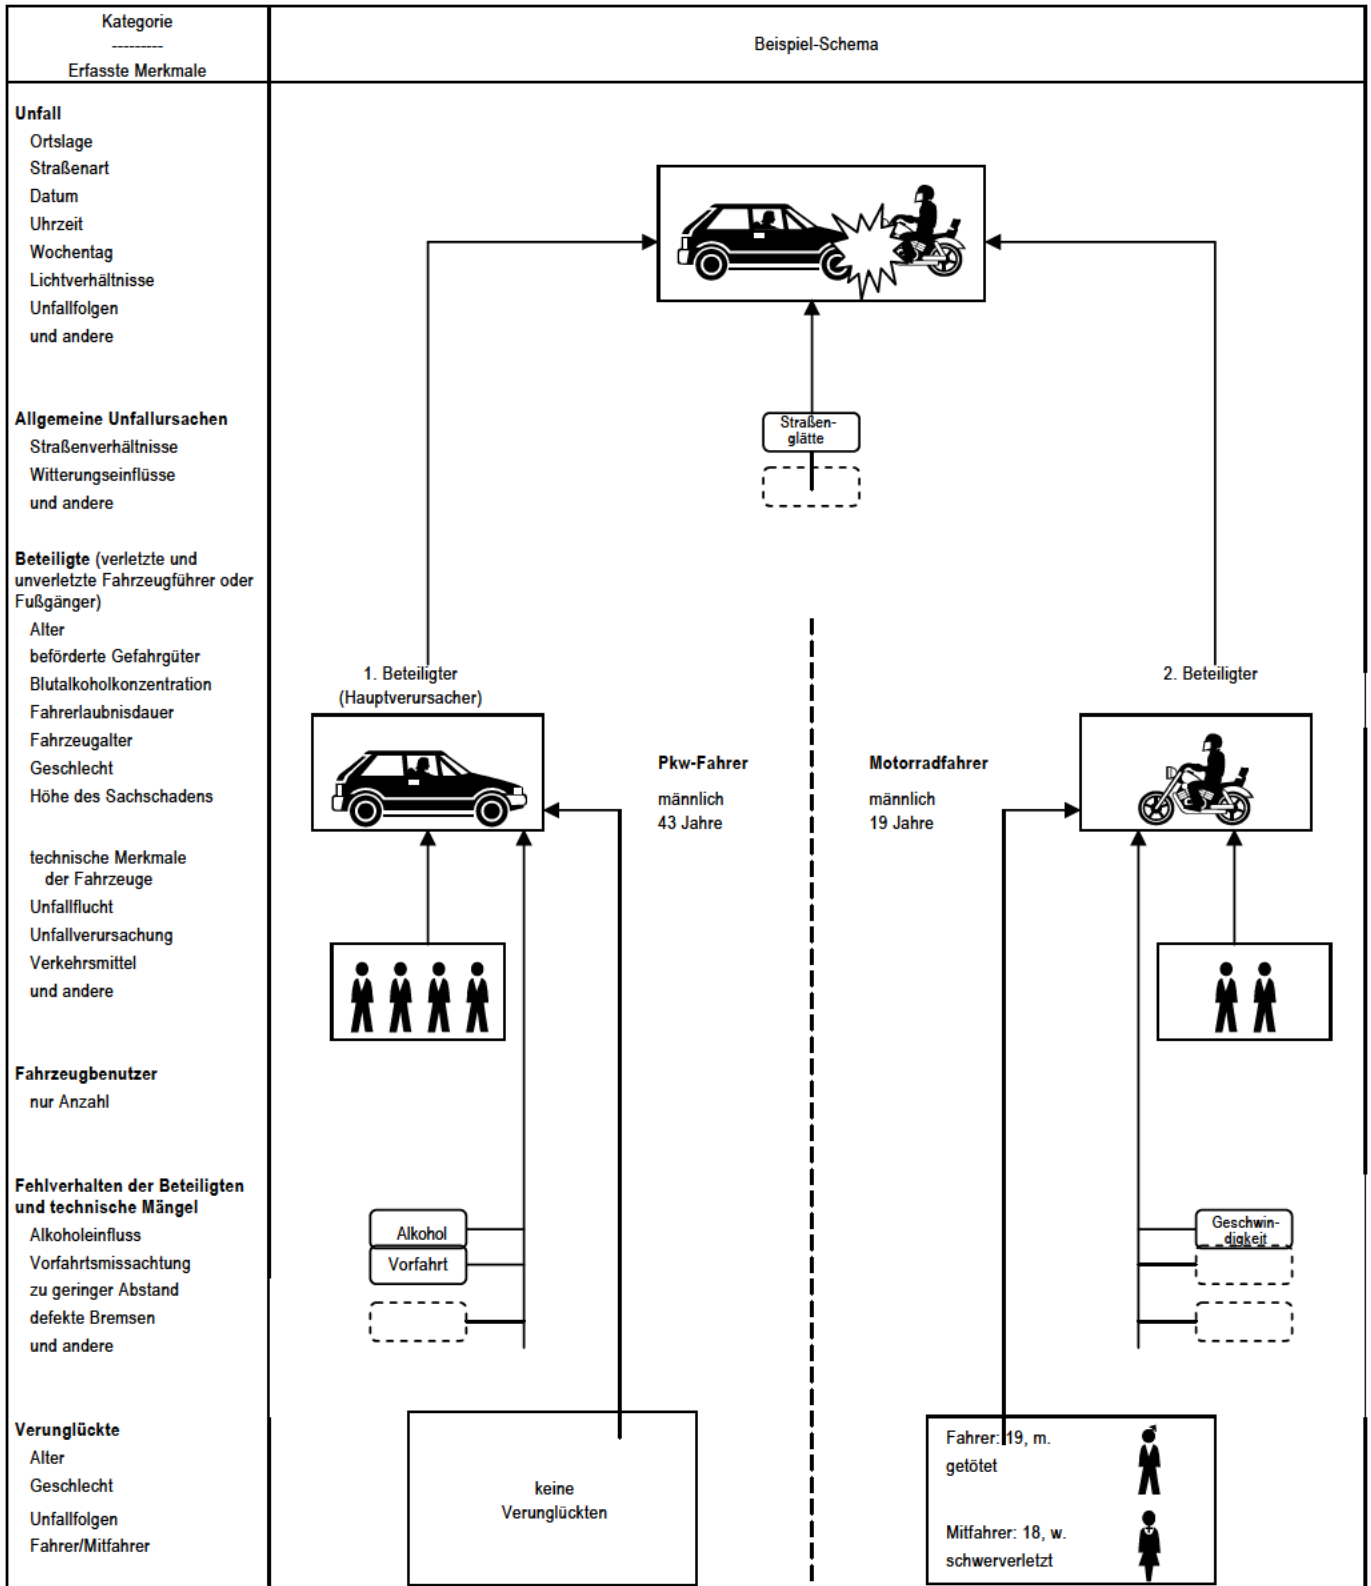 Kategorie
---------
Erfasste Merkmale
Beispiel-Schema
Unfall
Ortslage
Straßenart
Datum
Uhrzeit
Wochentag
Lichtverhältnisse
Unfallfolgen
und andere
Allgemeine Unfallursachen
Straßenverhältnisse
Witterungseinflüsse
und andere
Straßen-
glätte
Beteiligte (verletzte und
unverletzte Fahrzeugführer oder
Fußgänger)
Alter
beförderte Gefahrgüter
Blutalkoholkonzentration
Fahrerlaubnisdauer
Fahrzeugalter
Geschlecht
Höhe des Sachschadens
technische Merkmale
der Fahrzeuge
Unfallflucht
Unfallverursachung
Verkehrsmittel
und andere
1. Beteiligter
(Hauptverursacher)
Pkw-Fahrer
männlich
43 Jahre
2. Beteiligter
Motorradfahrer
männlich
19 Jahre
Fahrzeugbenutzer
nur Anzahl
Fehlverhalten der Beteiligten
und technische Mängel
Alkoholeinfluss
Vorfahrtsmissachtung
zu geringer Abstand
defekte Bremsen
und andere
Alkohol
Vorfahrt
Geschwin-
digkeit
Verunglückte
Alter
Geschlecht
Unfallfolgen
Fahrer/Mitfahrer
keine
Verunglückten
Fahrer: 19, m.
getötet
Mitfahrer: 18, w.
schwerverletzt